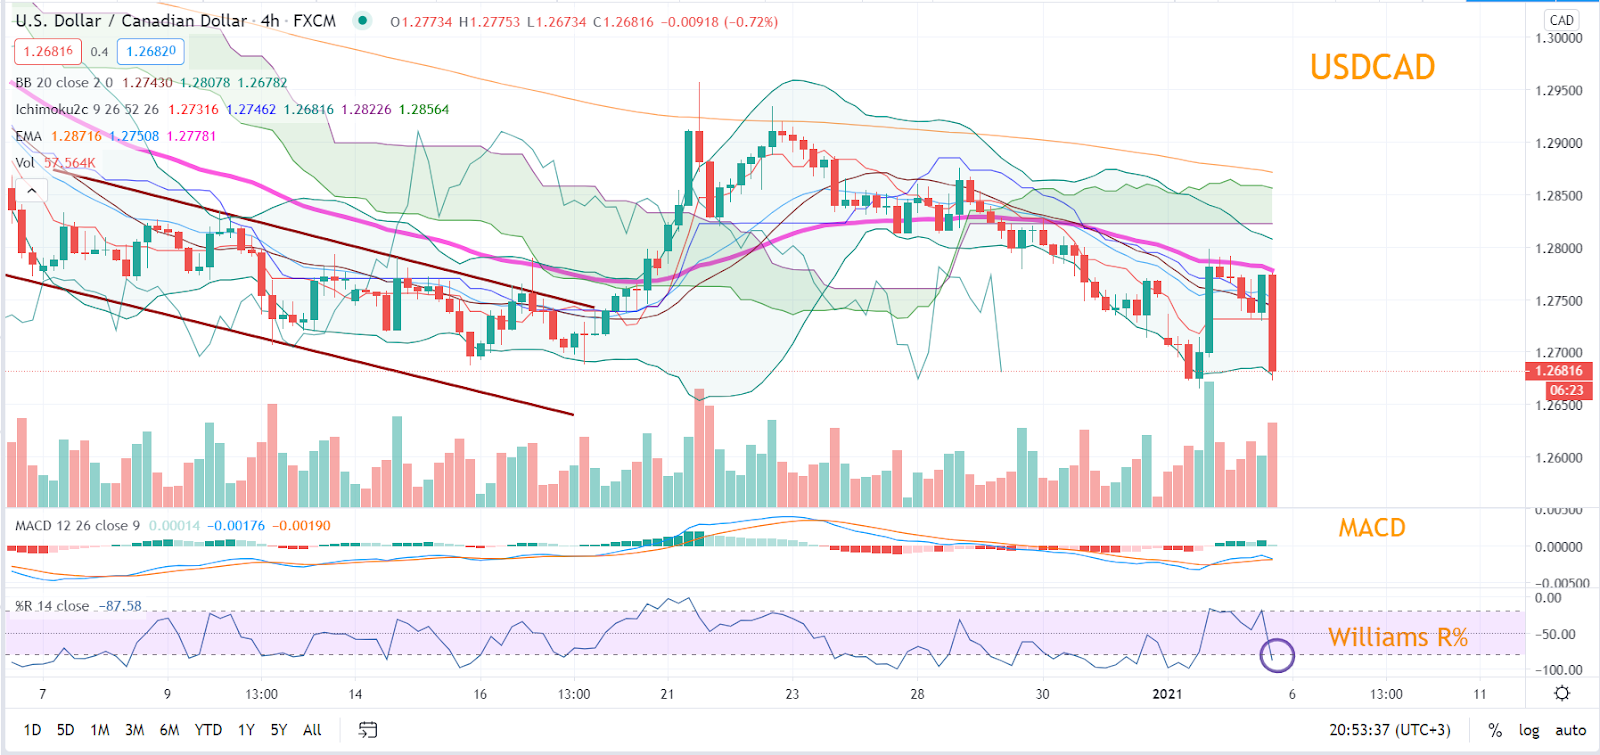 U.S. Dollar / Canadian Dollar · 4h · FXCM O1.27734 H1.27753 L1.26734 C1.26816 −0.00918 (−0.72%)
CAD
1.26816 0.4 1.26820
BB 20 close 2 0 1.27430 1.28078 1.26782
Ichimoku2c 9 26 52 26 1.27316 1.27462 1.26816 1.28226 1.28564
EMA 1.28716 1.27508 1.27781
Vol 57.564K
USDCAD
1.30000
1.29500
1.29000
1.28500
1.28000
1.27500
1.27000
1.26816
06:23
1.26500
1.26000
MACD 12 26 close 9 0.00014 −0.00176 −0.00190
MACD
0.00500
0.00000
−0.00500
%R 14 close −87.58
Williams R%
0.00
−50.00
−100.00
7 9 13:00 14 16 13:00 21 23 28 30 2021 6 13:00 11
1D 5D 1M 3M 6M YTD 1Y 5Y All
20:53:37 (UTC+3) % log auto